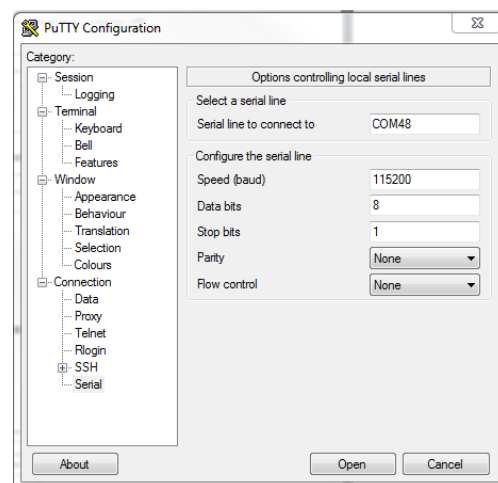 PuTTY Configuration
Category:
Session
Logging
Terminal
Keyboard
Bell
Features
Window
Appearance
Behaviour
Translation
Selection
Colours
Connection
Data
Proxy
Telnet
Rlogin
SSH
Serial
Options controlling local serial lines
Select a serial line
Serial line to connect to COM48
Configure the serial line
Speed (baud) 115200
Data bits 8
Stop bits 1
Parity None
Flow control None
About Open Cancel